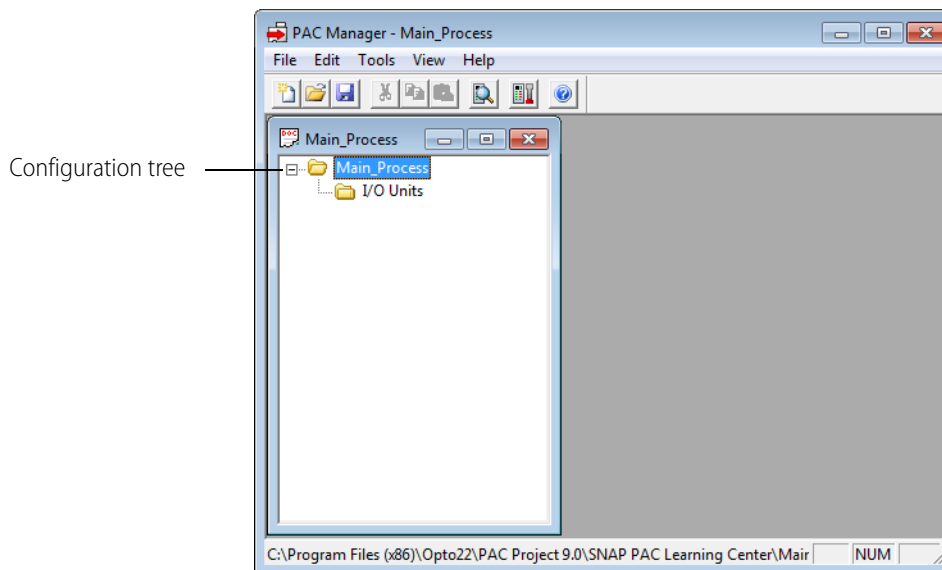 PAC Manager - Main_Process
File Edit Tools View Help
Main_Process
Configuration tree
Main_Process
I/O Units
C:\Program Files (x86)\Opto22\PAC Project 9.0\SNAP PAC Learning Center\Mair
NUM